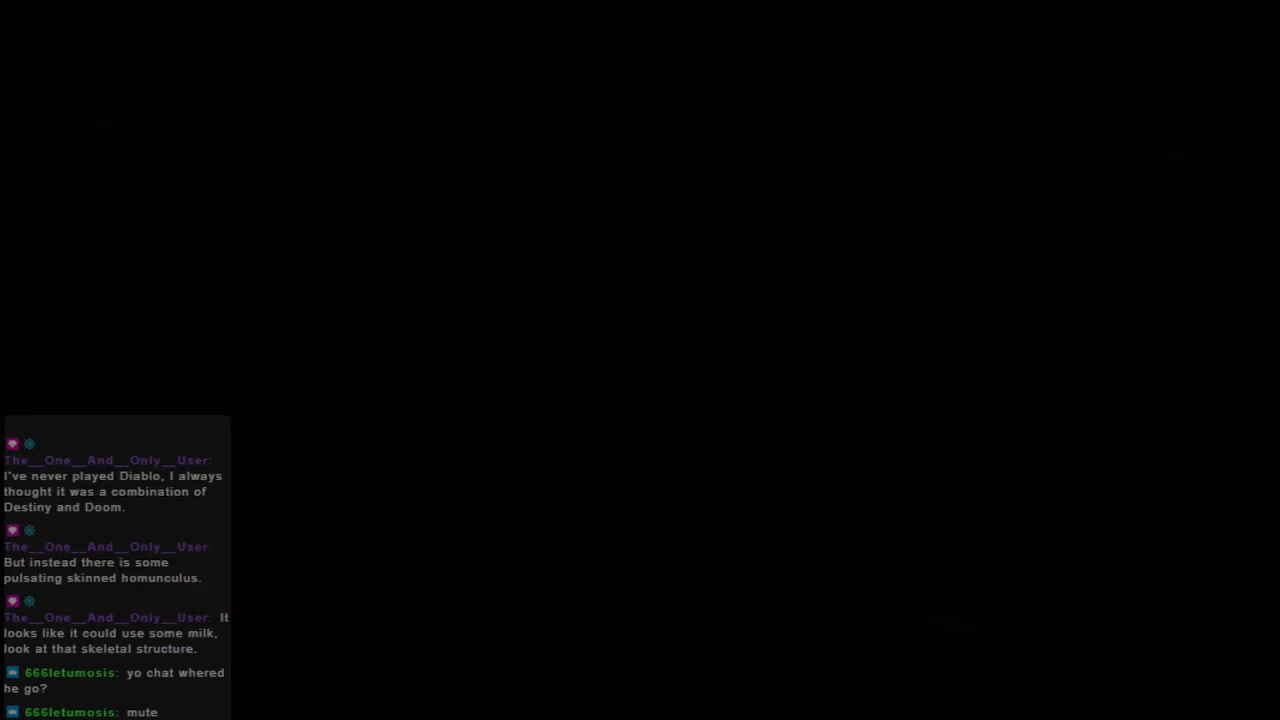 The__One__And__Only__User:
I've never played Diablo, I always
thought it was a combination of
Destiny and Doom.
The__One__And__Only__User:
But instead there is some
pulsating skinned homunculus.
The__One__And__Only__User: It
looks like it could use some milk,
look at that skeletal structure.
666letumosis: yo chat whered
he go?
666letumosis: mute